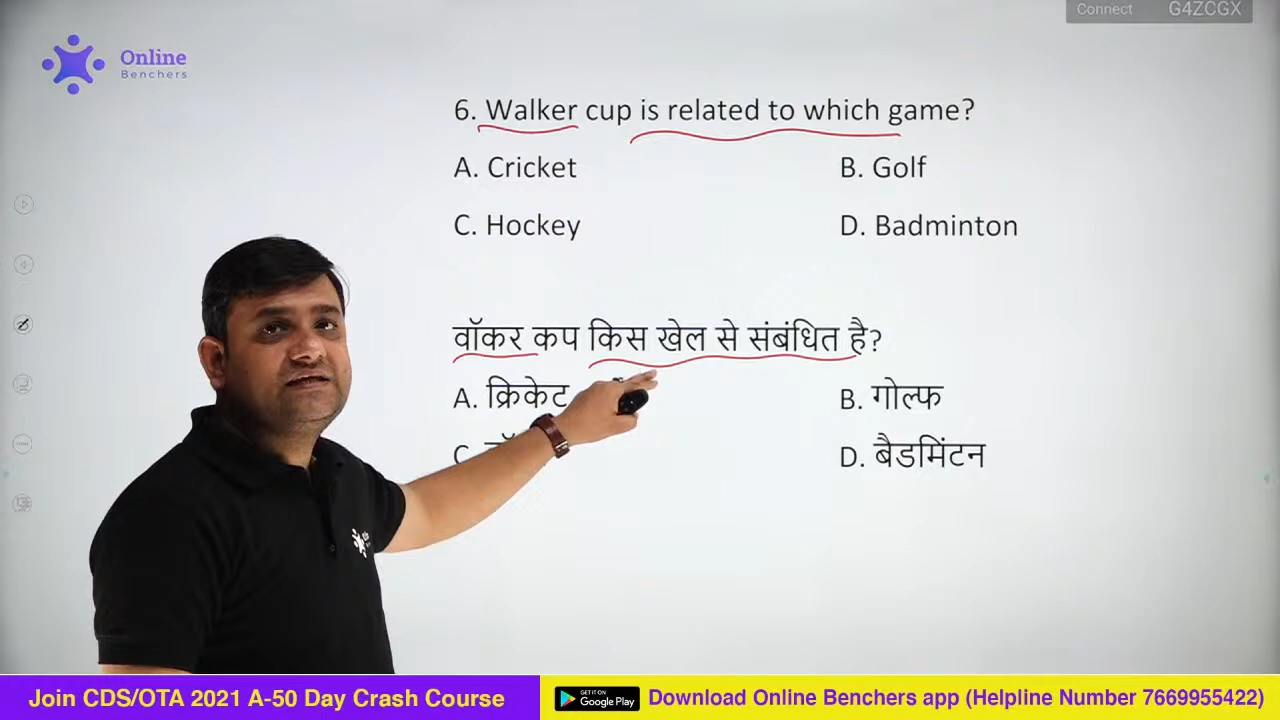 Connect G4ZCGX
Online
Benchers
6. Walker cup is related to which game?
A. Cricket B. Golf
C. Hockey D. Badminton
वॉकर कप किस खेल से संबंधित है?
A. क्रिकेट B. गोल्फ
C. D. बैडमिंटन
Join CDS/OTA 2021 A-50 Day Crash Course
GET IT ON
Google Play
Download Online Benchers app (Helpline Number 7669955422)